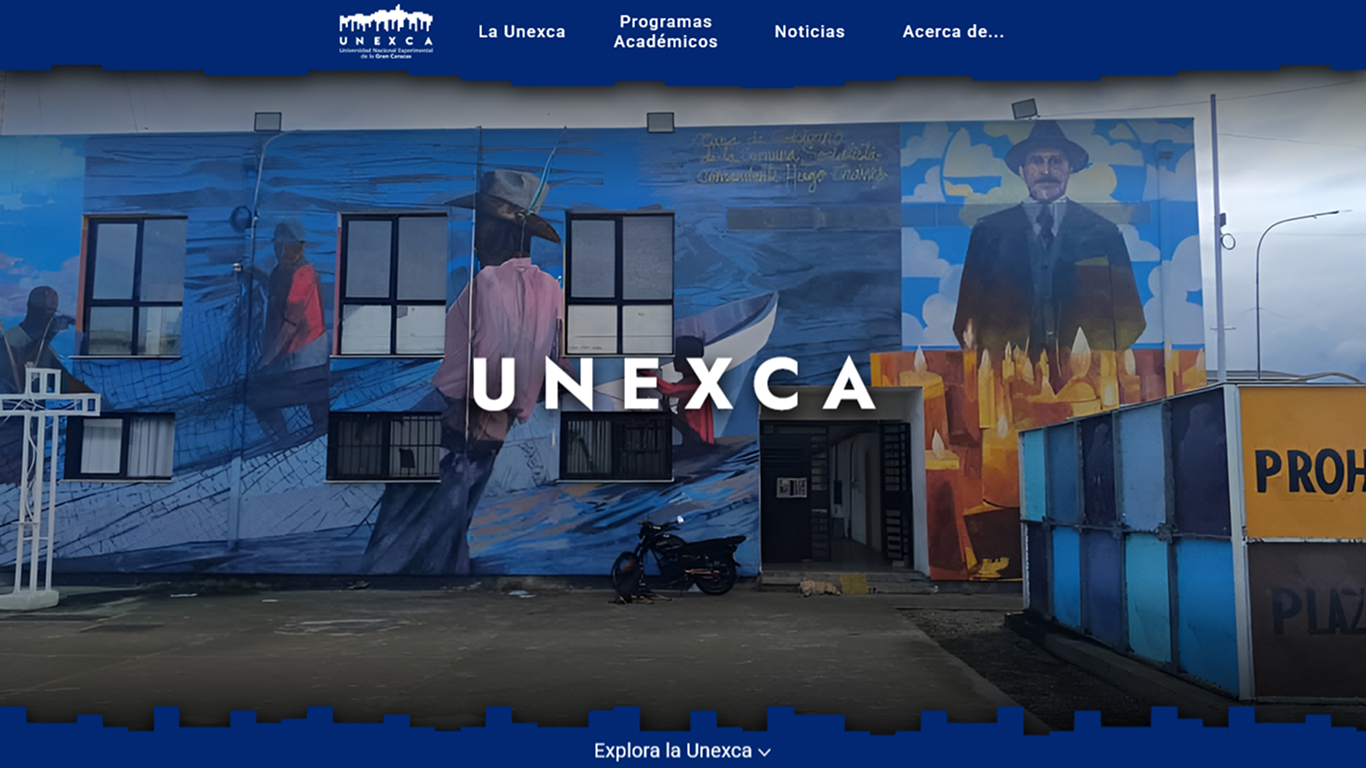 UNEXCA
Universidad Nacional Experimental
de la Gran Caracas
La Unexca
Programas
Académicos
Noticias
Acerca de...
Casa de Gobierno
de la Comuna Socialista
Comandante Hugo Chávez
UNEXCA
PROH
PLAZ
Explora la Unexca